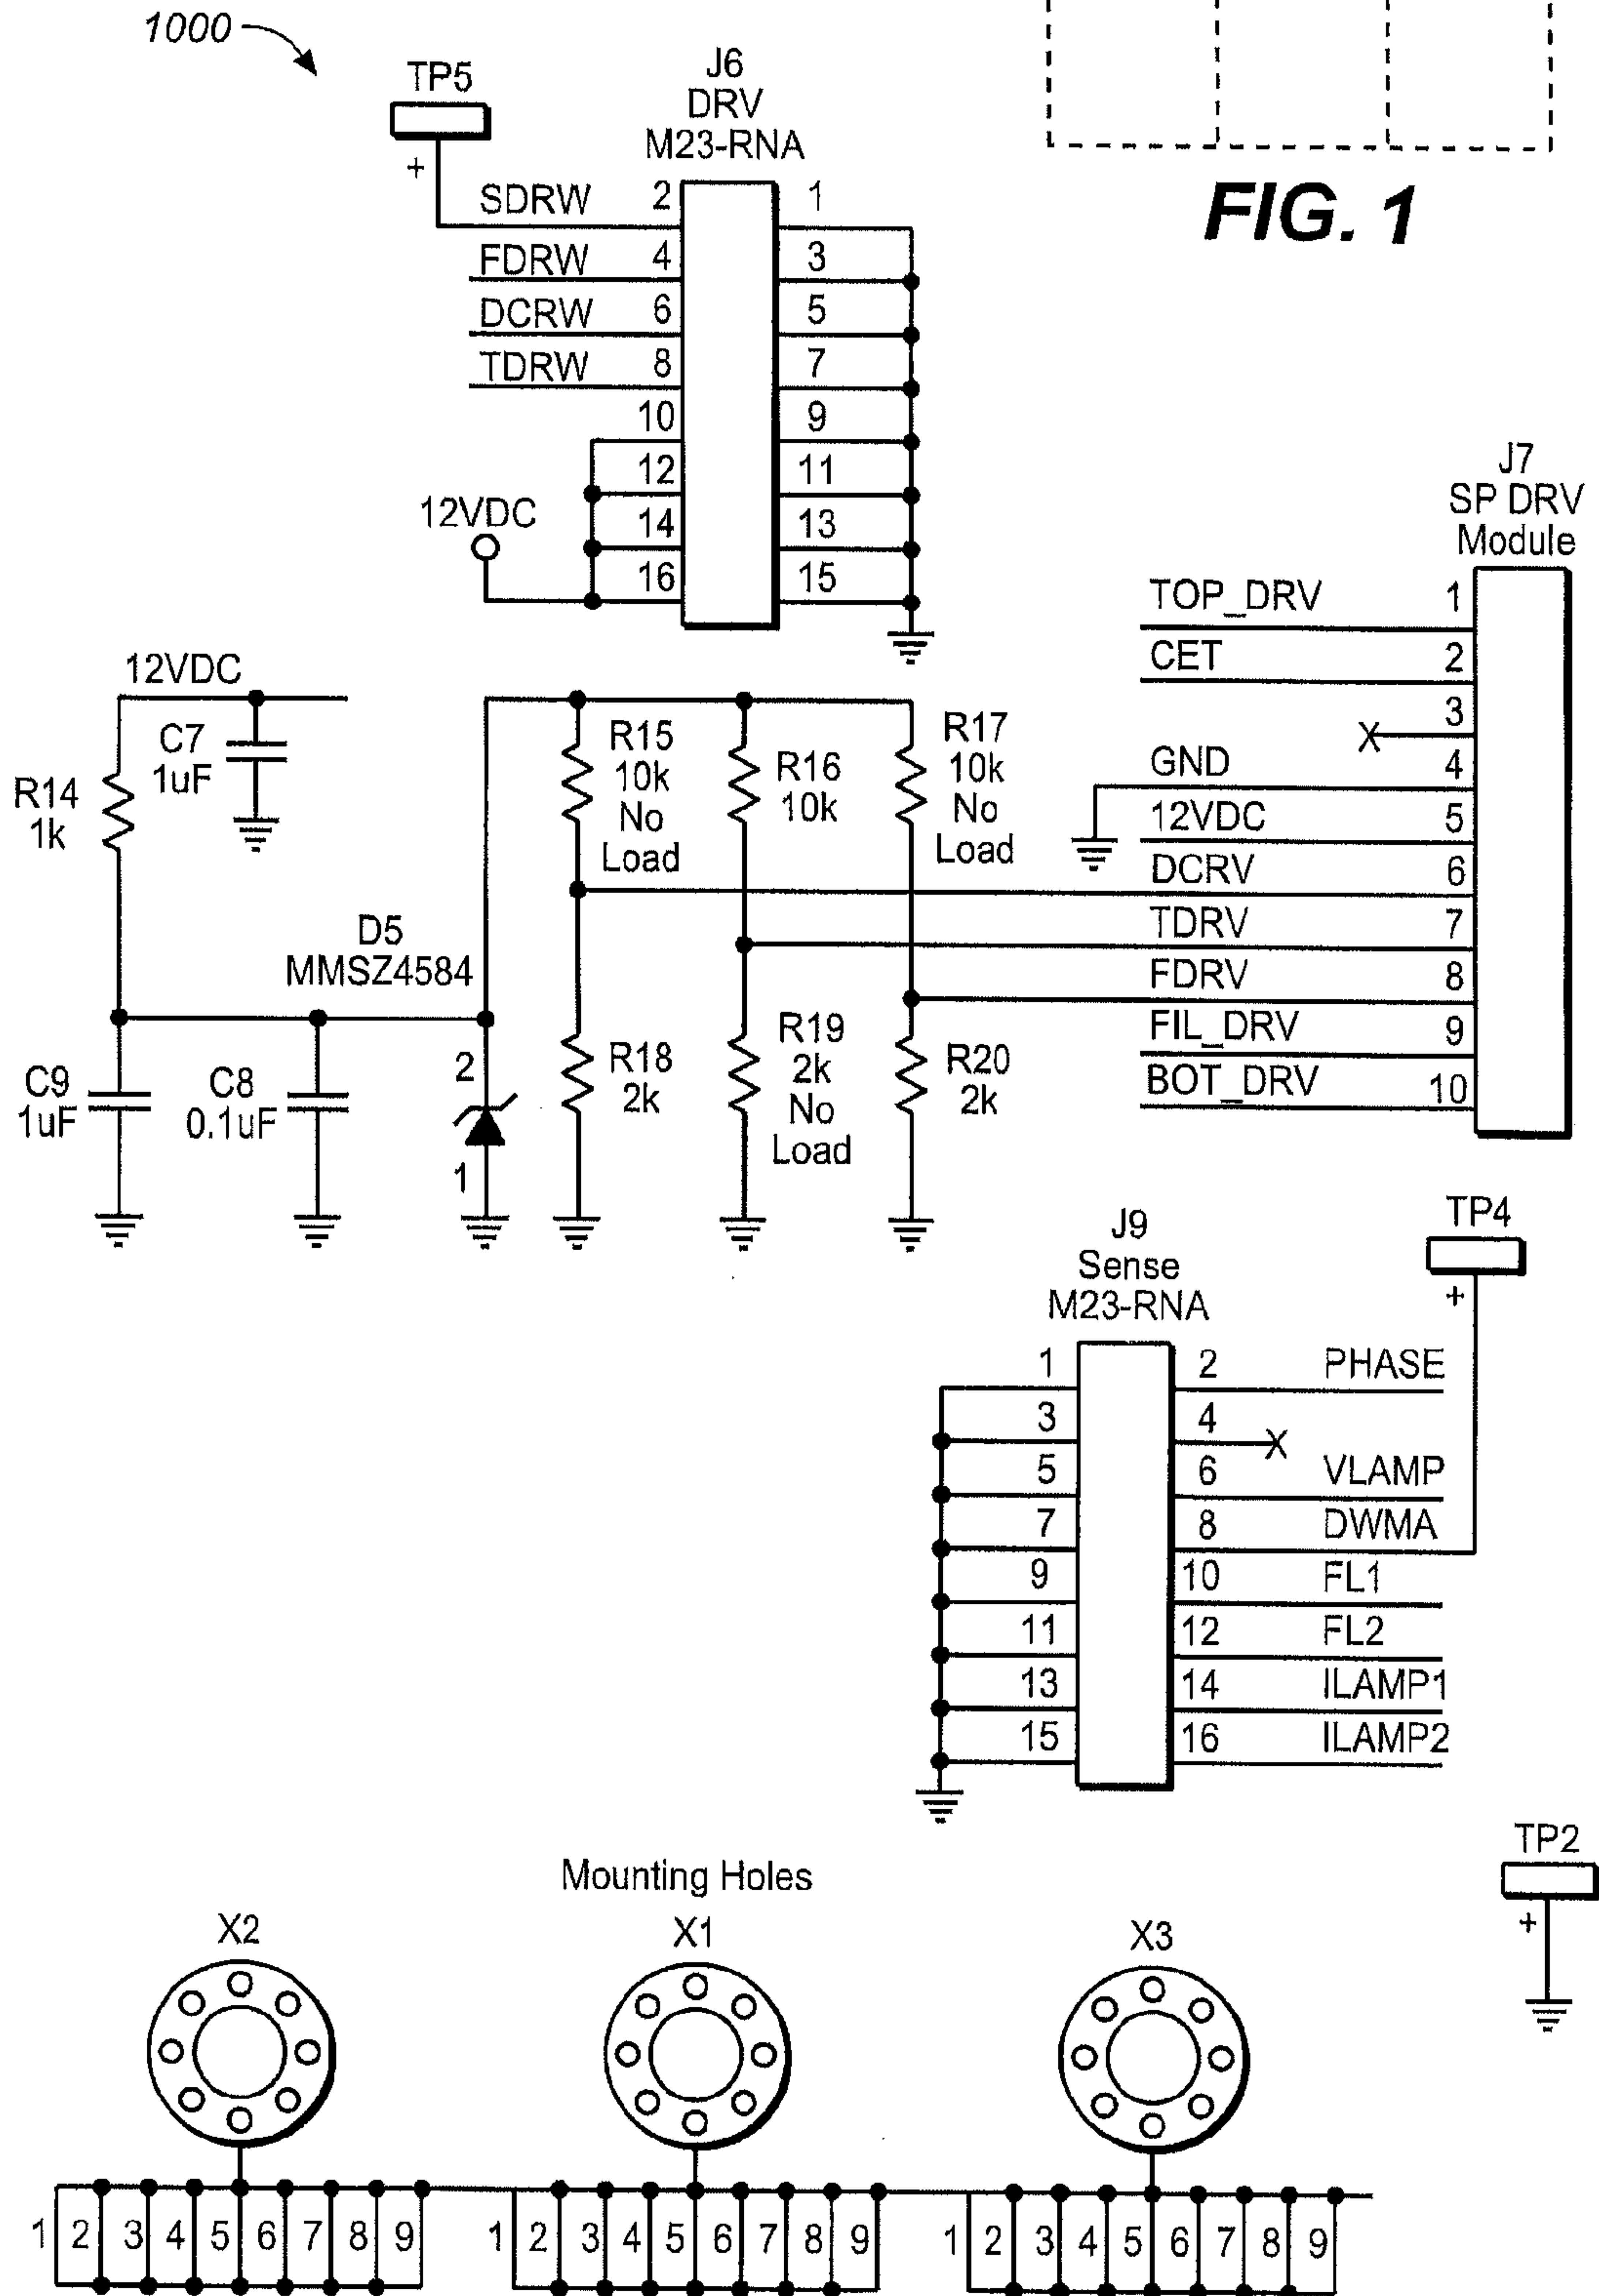 1000
TP5
+
J6
DRV
M23-RNA
FIG. 1
SDRW 2 1
FDRW 4 3
DCRW 6 5
TDRW 8 7
10 9
12 11
12VDC
14 13
16 15
J7
SP DRV
Module
TOP_DRV 1
CET 2
3
X
GND 4
12VDC 5
DCRV 6
TDRV 7
FDRV 8
FIL_DRV 9
BOT_DRV 10
12VDC
C7
1uF
R14
1k
R15
10k
No
Load
R16
10k
R17
10k
No
Load
D5
MMSZ4584
2
1
C9
1uF
C8
0.1uF
R18
2k
R19
2k
No
Load
R20
2k
J9
Sense
M23-RNA
TP4
+
1 2 PHASE
3 4 X
5 6 VLAMP
7 8 DWMA
9 10 FL1
11 12 FL2
13 14 ILAMP1
15 16 ILAMP2
TP2
+
Mounting Holes
X2 X1 X3
1 2 3 4 5 6 7 8 9 1 2 3 4 5 6 7 8 9 1 2 3 4 5 6 7 8 9